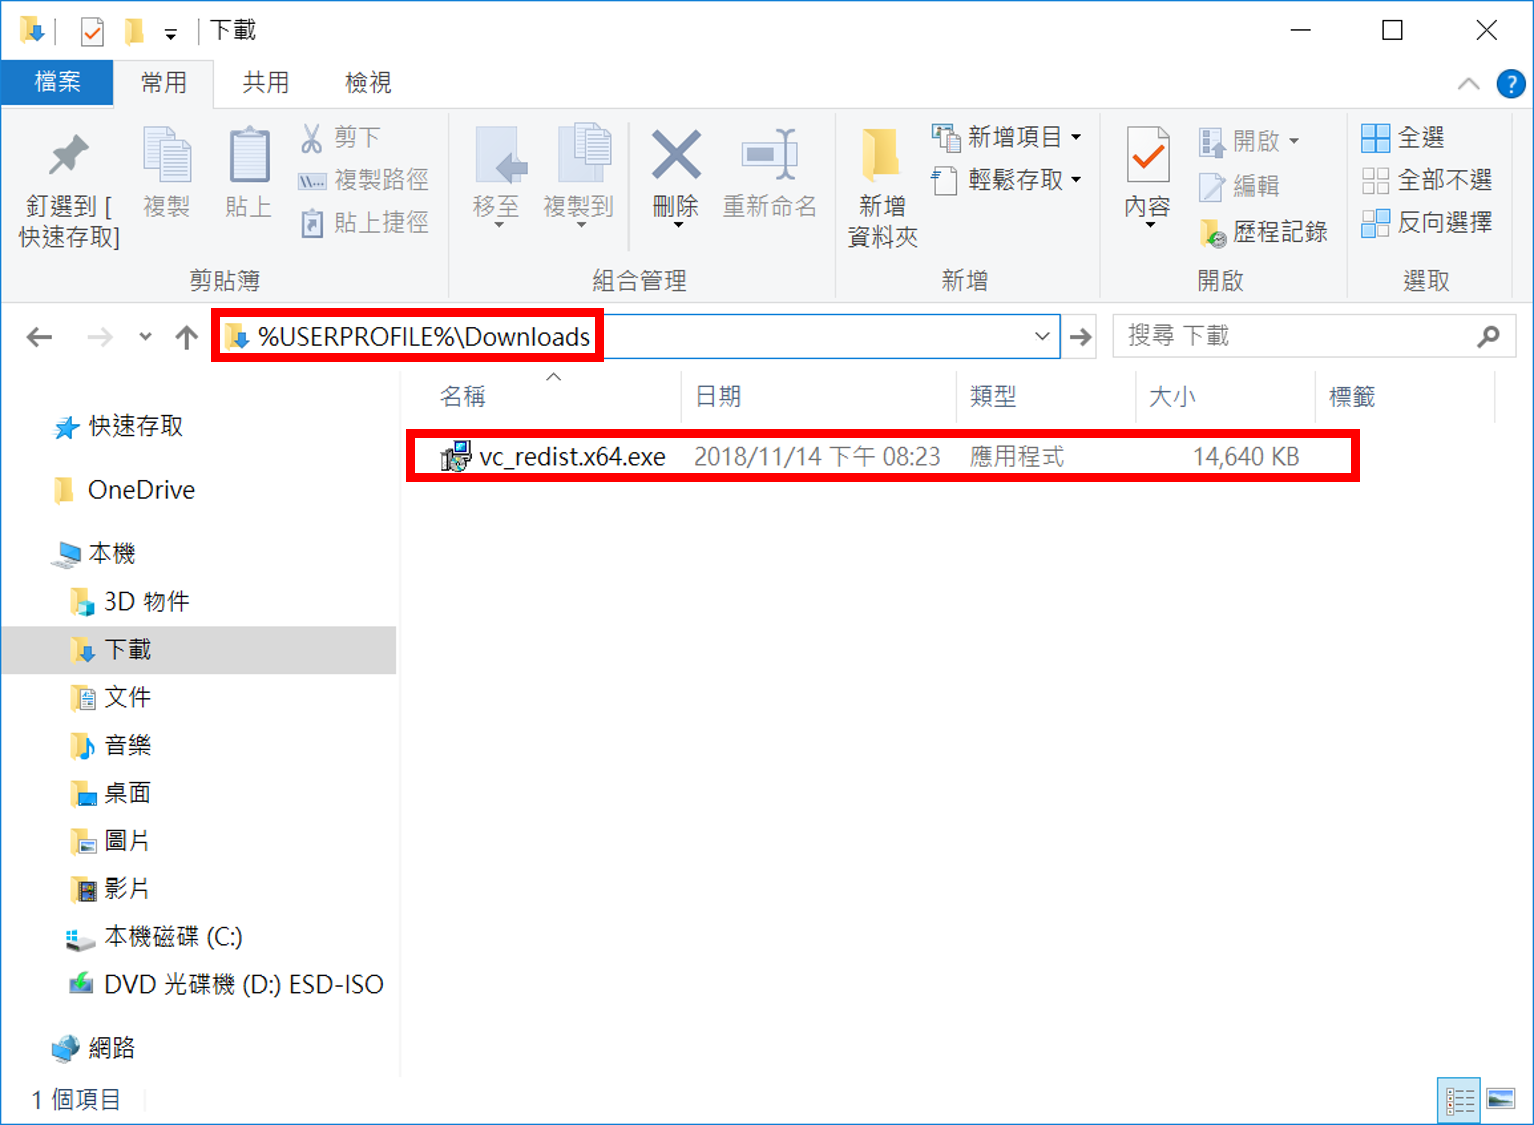 下載
檔案 常用 共用 檢視
釘選到 [
快速存取]
複製
貼上
剪下
複製路徑
貼上捷徑
剪貼簿
移至
複製到
刪除
重新命名
組合管理
新增
資料夾
新增項目
輕鬆存取
新增
內容
開啟
編輯
歷程記錄
開啟
全選
全部不選
反向選擇
選取
%USERPROFILE%\Downloads
搜尋 下載
名稱 日期 類型 大小 標籤
vc_redist.x64.exe 2018/11/14 下午 08:23 應用程式 14,640 KB
快速存取
OneDrive
本機
3D 物件
下載
文件
音樂
桌面
圖片
影片
本機磁碟 (C:)
DVD 光碟機 (D:) ESD-ISO
網路
1 個項目